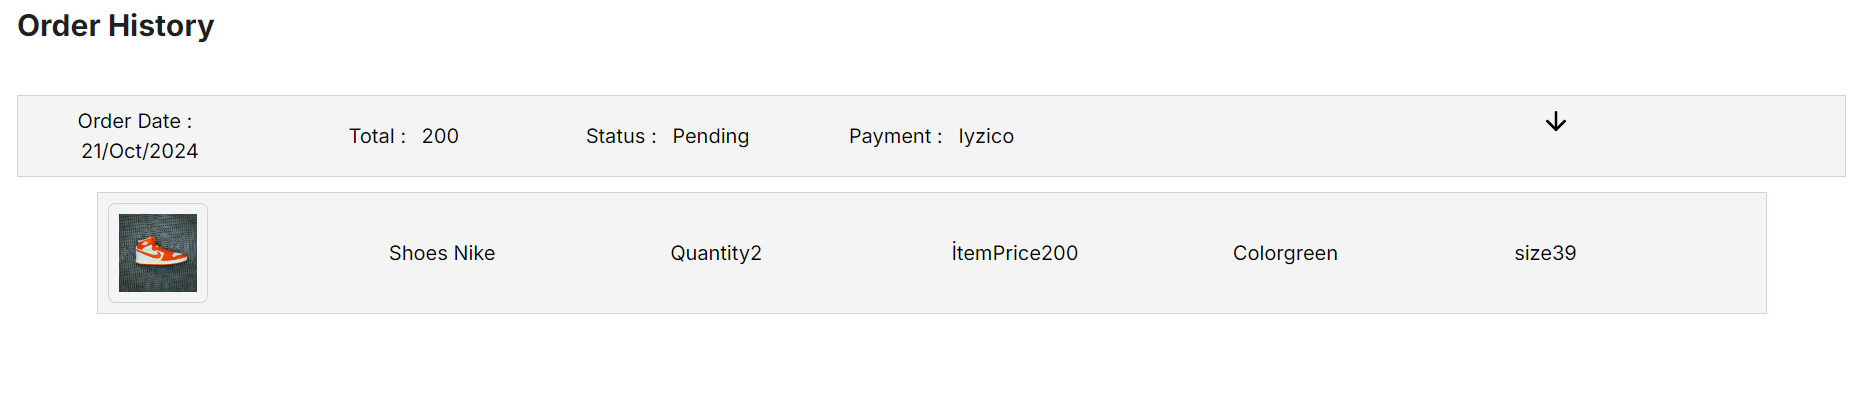 Order History
Order Date :
21/Oct/2024
Total : 200
Status : Pending
Payment : Iyzico
Shoes Nike
Quantity2
İtemPrice200
Colorgreen
size39